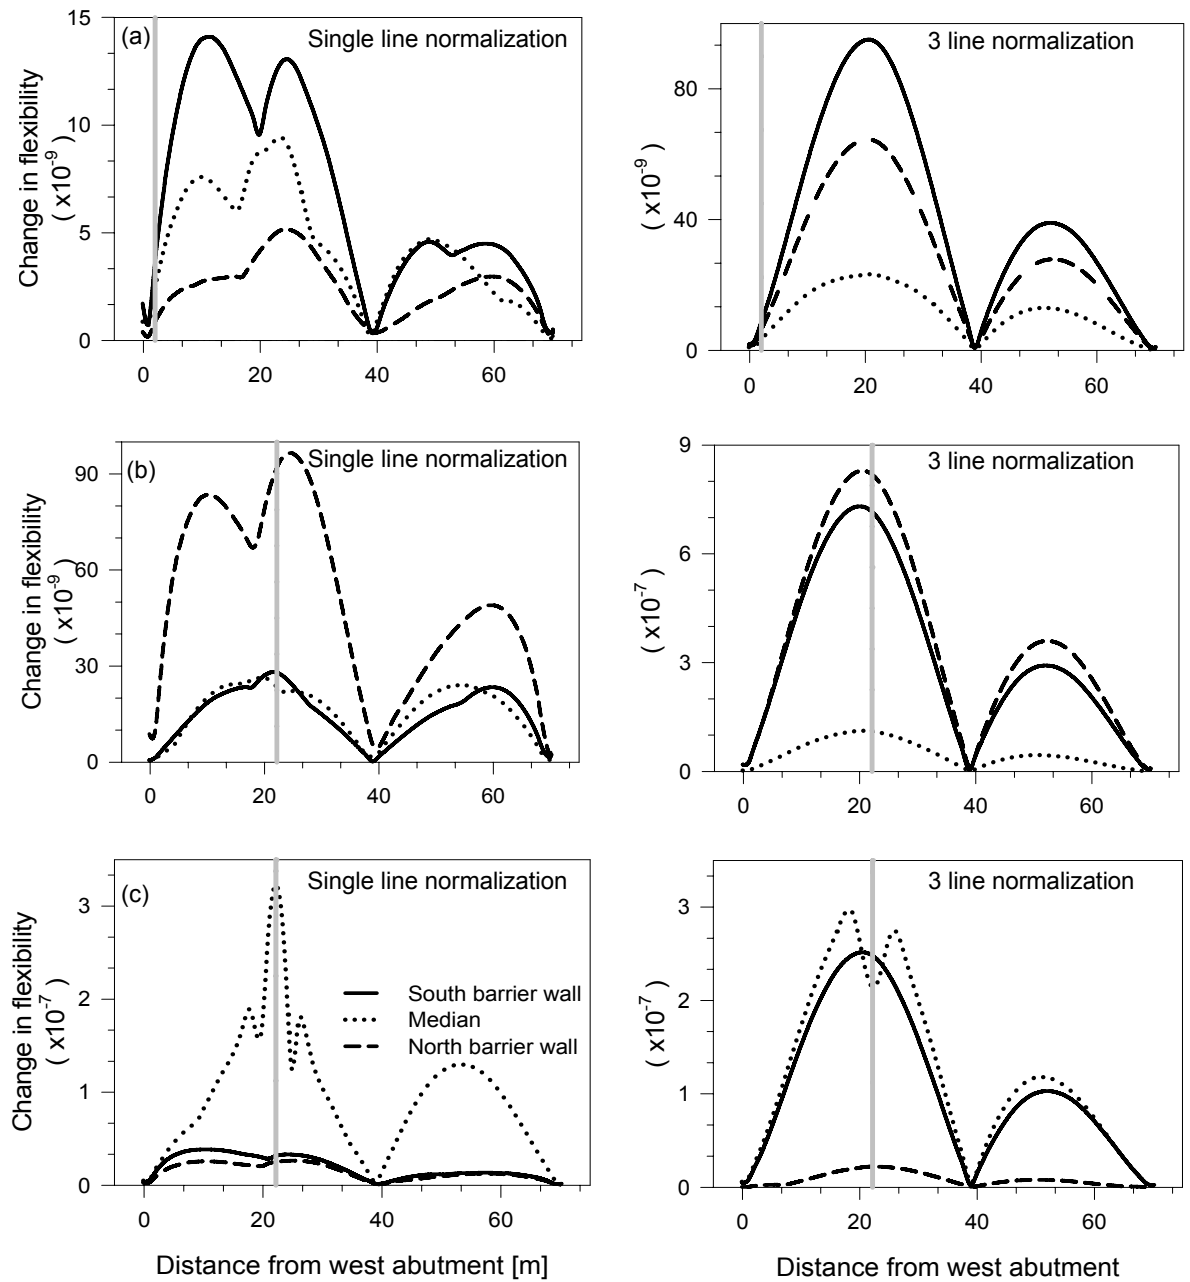 (a)
Single line normalization
15
10
5
0
Change in flexibility
( x10-9 )
0 20 40 60
3 line normalization
80
40
0
( x10-9 )
0 20 40 60
(b)
Single line normalization
90
60
30
0
Change in flexibility
( x10-9 )
0 20 40 60
3 line normalization
9
6
3
0
( x10-7 )
0 20 40 60
(c)
Single line normalization
3
2
1
0
Change in flexibility
( x10-7 )
South barrier wall
Median
North barrier wall
0 20 40 60
Distance from west abutment [m]
3 line normalization
3
2
1
0
( x10-7 )
0 20 40 60
Distance from west abutment